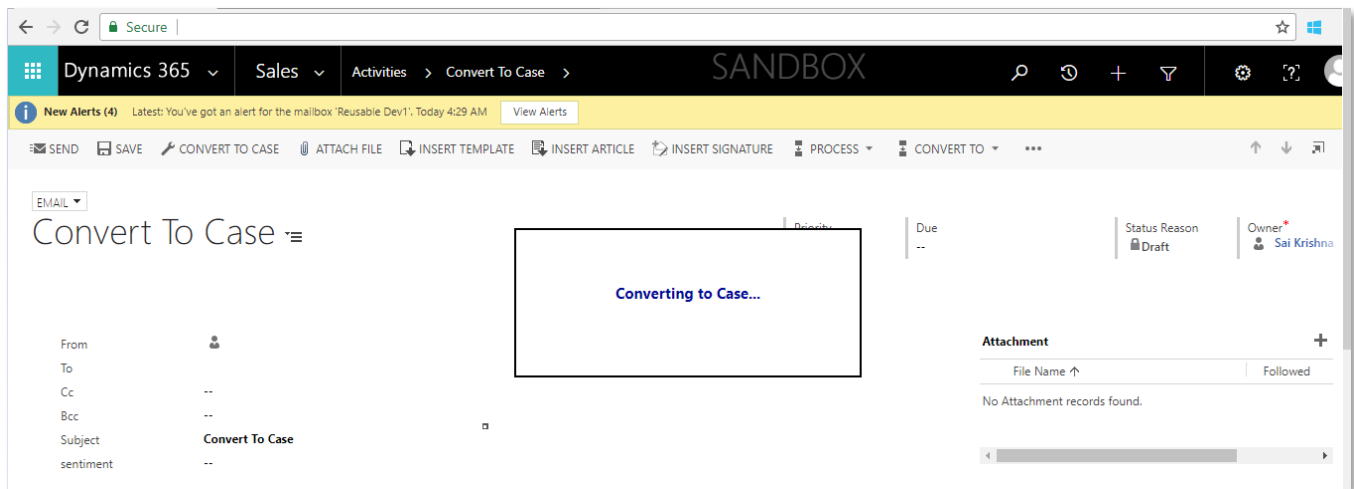 Secure
Dynamics 365 Sales Activities > Convert To Case > SANDBOX
New Alerts (4) Latest: You've got an alert for the mailbox 'Reusable Dev1'. Today 4:29 AM View Alerts
SEND SAVE CONVERT TO CASE ATTACH FILE INSERT TEMPLATE INSERT ARTICLE INSERT SIGNATURE PROCESS CONVERT TO ...
EMAIL
Convert To Case
Priority Due Status Reason Owner*
-- Draft Sai Krishna
Converting to Case...
From
To
Cc --
Bcc --
Subject Convert To Case
sentiment --
Attachment +
File Name ↑ Followed
No Attachment records found.